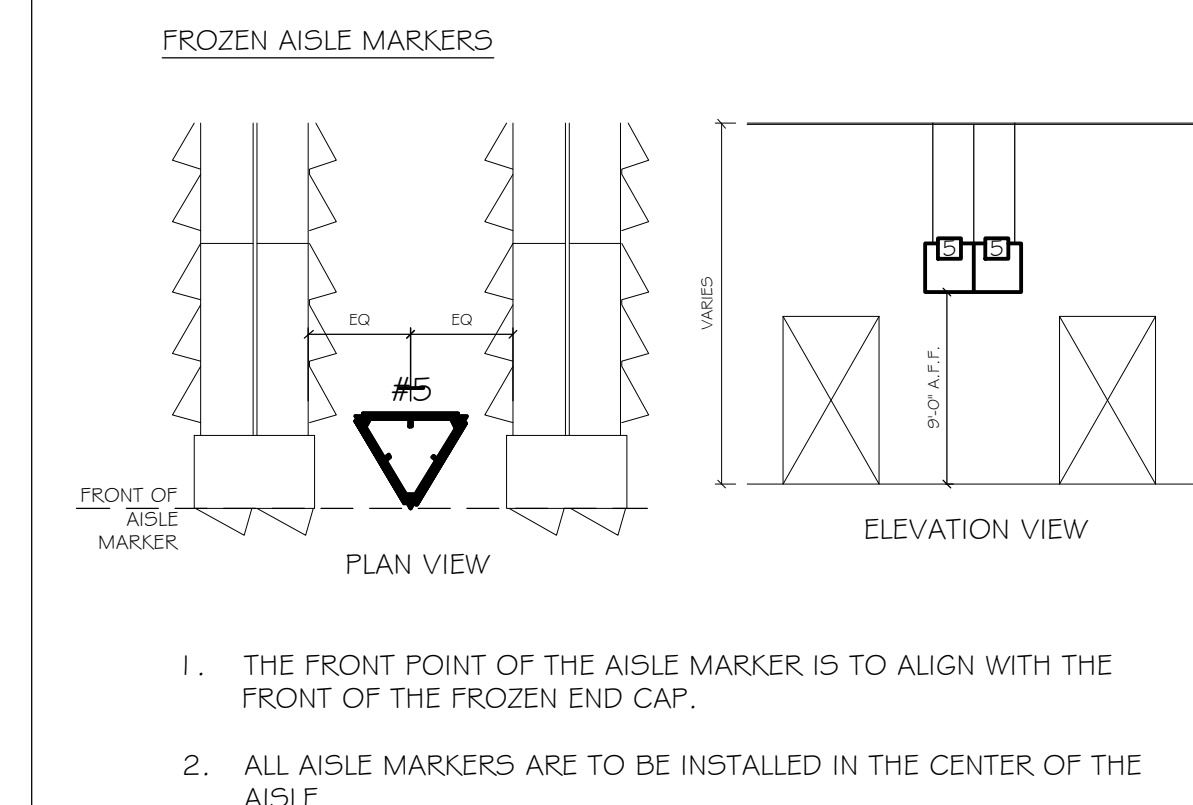 FROZEN AISLE MARKERS
EQ EQ
#5
FRONT OF
AISLE
MARKER
PLAN VIEW
VARIES
5 5
9'-0" A.F.F.
ELEVATION VIEW
1. THE FRONT POINT OF THE AISLE MARKER IS TO ALIGN WITH THE
FRONT OF THE FROZEN END CAP.
2. ALL AISLE MARKERS ARE TO BE INSTALLED IN THE CENTER OF THE
AISLE